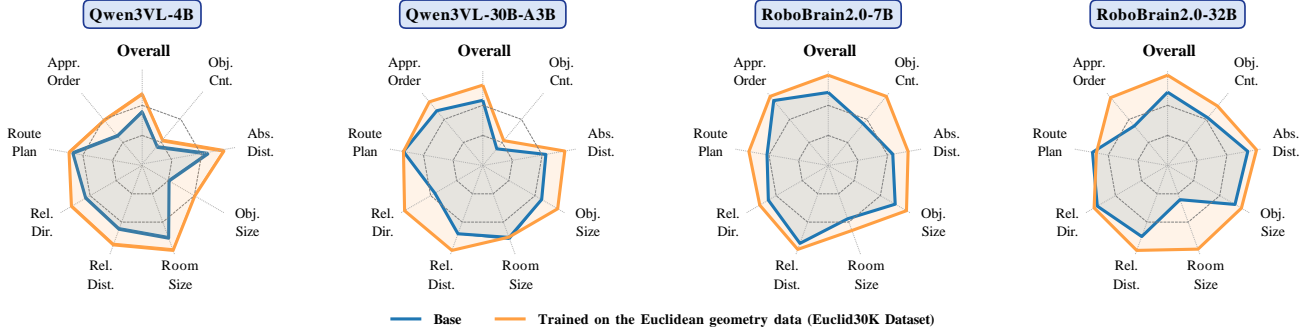 Qwen3VL-4B
Overall
Obj.
Cnt.
Abs.
Dist.
Obj.
Size
Room
Size
Rel.
Dist.
Rel.
Dir.
Route
Plan
Appr.
Order
Qwen3VL-30B-A3B
Overall
Obj.
Cnt.
Abs.
Dist.
Obj.
Size
Room
Size
Rel.
Dist.
Rel.
Dir.
Route
Plan
Appr.
Order
RoboBrain2.0-7B
Overall
Obj.
Cnt.
Abs.
Dist.
Obj.
Size
Room
Size
Rel.
Dist.
Rel.
Dir.
Route
Plan
Appr.
Order
RoboBrain2.0-32B
Overall
Obj.
Cnt.
Abs.
Dist.
Obj.
Size
Room
Size
Rel.
Dist.
Rel.
Dir.
Route
Plan
Appr.
Order
Base
Trained on the Euclidean geometry data (Euclid30K Dataset)